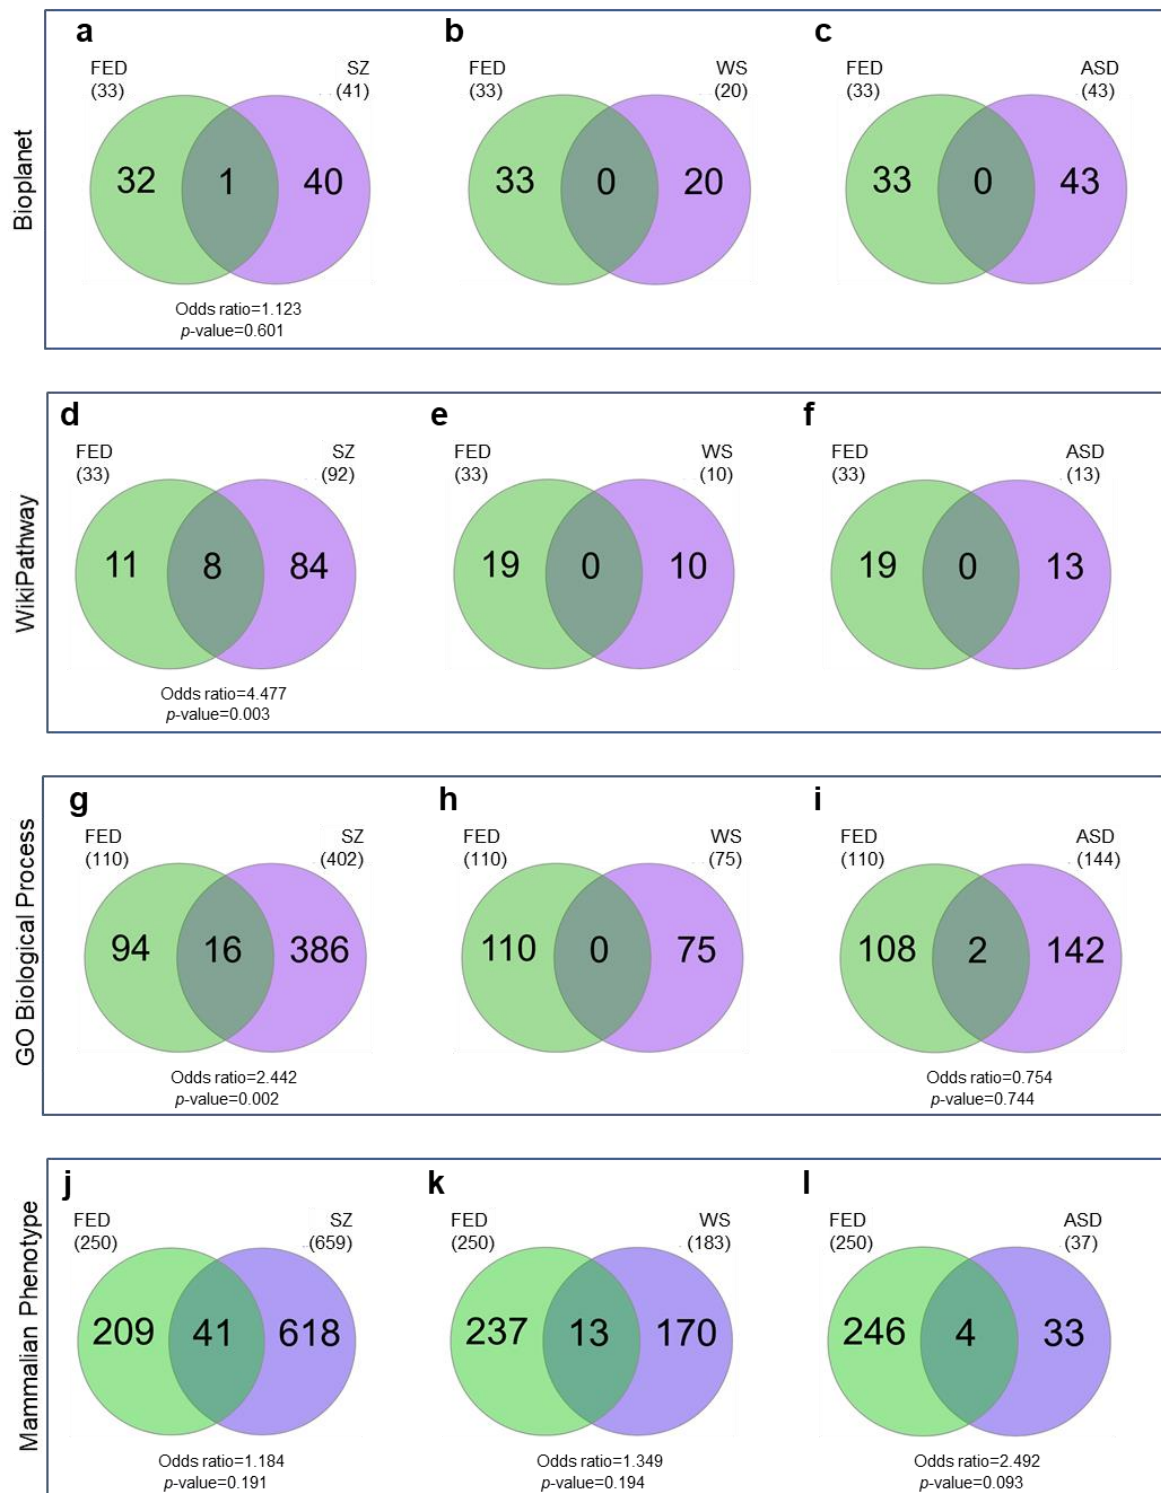 a
b
c
FED
(33)
SZ
(41)
FED
(33)
WS
(20)
FED
(33)
ASD
(43)
Bioplanet
32
1
40
33
0
20
33
0
43
Odds ratio=1.123
p-value=0.601
d
e
f
FED
(33)
SZ
(92)
FED
(33)
WS
(10)
FED
(33)
ASD
(13)
WikiPathway
11
8
84
19
0
10
19
0
13
Odds ratio=4.477
p-value=0.003
g
h
i
FED
(110)
SZ
(402)
FED
(110)
WS
(75)
FED
(110)
ASD
(144)
GO Biological Process
94
16
386
110
0
75
108
2
142
Odds ratio=2.442
p-value=0.002
Odds ratio=0.754
p-value=0.744
j
k
l
FED
(250)
SZ
(659)
FED
(250)
WS
(183)
FED
(250)
ASD
(37)
Mammalian Phenotype
209
41
618
237
13
170
246
4
33
Odds ratio=1.184
p-value=0.191
Odds ratio=1.349
p-value=0.194
Odds ratio=2.492
p-value=0.093